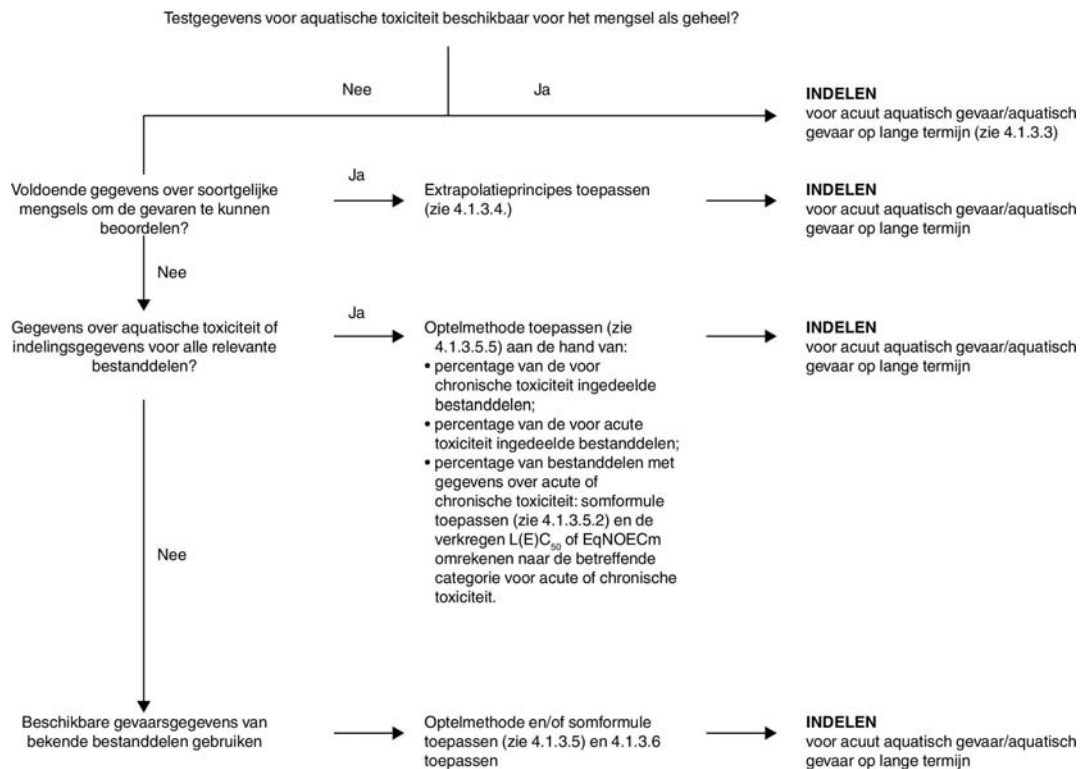 Testgegevens voor aquatische toxiciteit beschikbaar voor het mengsel als geheel?
Nee
Ja
INDELEN
voor acuut aquatisch gevaar/aquatisch
gevaar op lange termijn (zie 4.1.3.3)
Voldoende gegevens over soortgelijke
mengsels om de gevaren te kunnen
beoordelen?
Ja
Extrapolatieprincipes toepassen
(zie 4.1.3.4.)
INDELEN
voor acuut aquatisch gevaar/aquatisch
gevaar op lange termijn
Nee
Gegevens over aquatische toxiciteit of
indelingsgegevens voor alle relevante
bestanddelen?
Ja
Optelmethode toepassen (zie
4.1.3.5.5) aan de hand van:
• percentage van de voor
chronische toxiciteit ingedeelde
bestanddelen;
• percentage van de voor acute
toxiciteit ingedeelde bestanddelen;
• percentage van bestanddelen met
gegevens over acute of
chronische toxiciteit: somformule
toepassen (zie 4.1.3.5.2) en de
verkregen L(E)C₅₀ of EqNOECm
omrekenen naar de betreffende
categorie voor acute of chronische
toxiciteit.
INDELEN
voor acuut aquatisch gevaar/aquatisch
gevaar op lange termijn
Nee
Beschikbare gevaarsgegevens van
bekende bestanddelen gebruiken
Optelmethode en/of somformule
toepassen (zie 4.1.3.5) en 4.1.3.6
toepassen
INDELEN
voor acuut aquatisch gevaar/aquatisch
gevaar op lange termijn